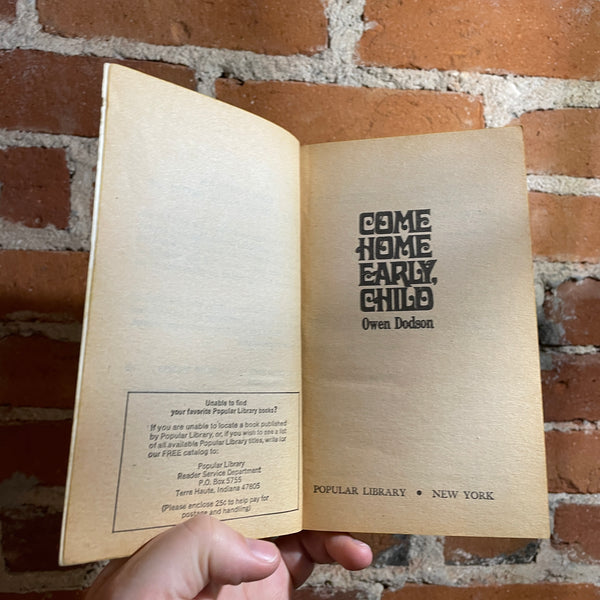 Unable to find
your favorite Popular Library books?
If you are unable to locate a book published
by Popular Library, or, if you wish to see a list
of all available Popular Library titles, write for
our FREE catalog to:
Popular Library
Reader Service Department
P.O. Box 5755
Terre Haute, Indiana 47805
(Please enclose 25¢ to help pay for
postage and handling)
COME
HOME
EARLY,
CHILD
Owen Dodson
POPULAR LIBRARY • NEW YORK